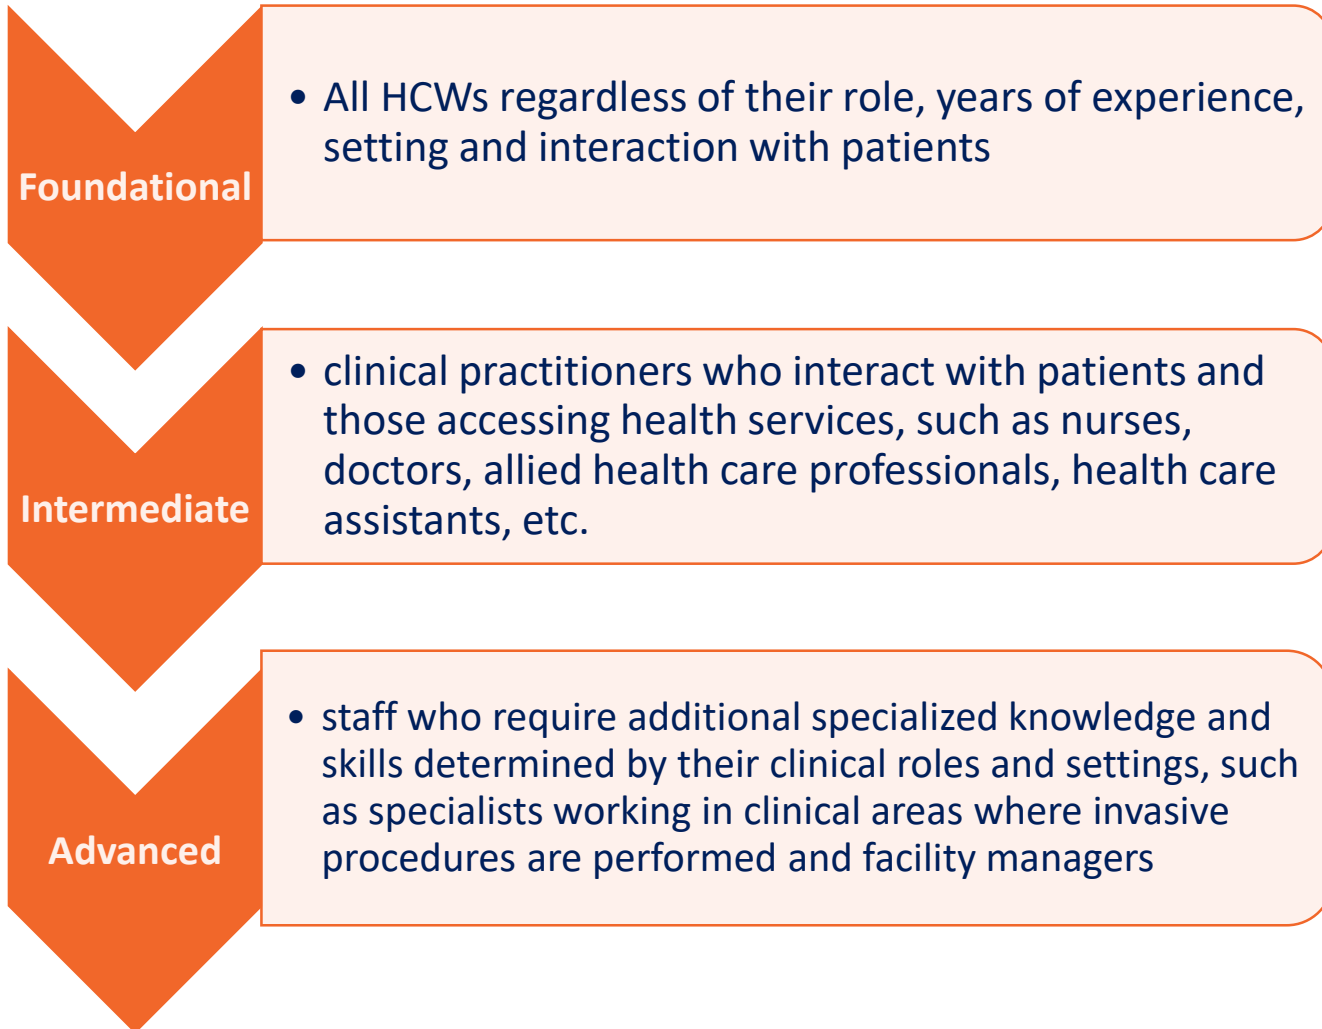 Foundational
• All HCWs regardless of their role, years of experience,
setting and interaction with patients
Intermediate
• clinical practitioners who interact with patients and
those accessing health services, such as nurses,
doctors, allied health care professionals, health care
assistants, etc.
Advanced
• staff who require additional specialized knowledge and
skills determined by their clinical roles and settings, such
as specialists working in clinical areas where invasive
procedures are performed and facility managers